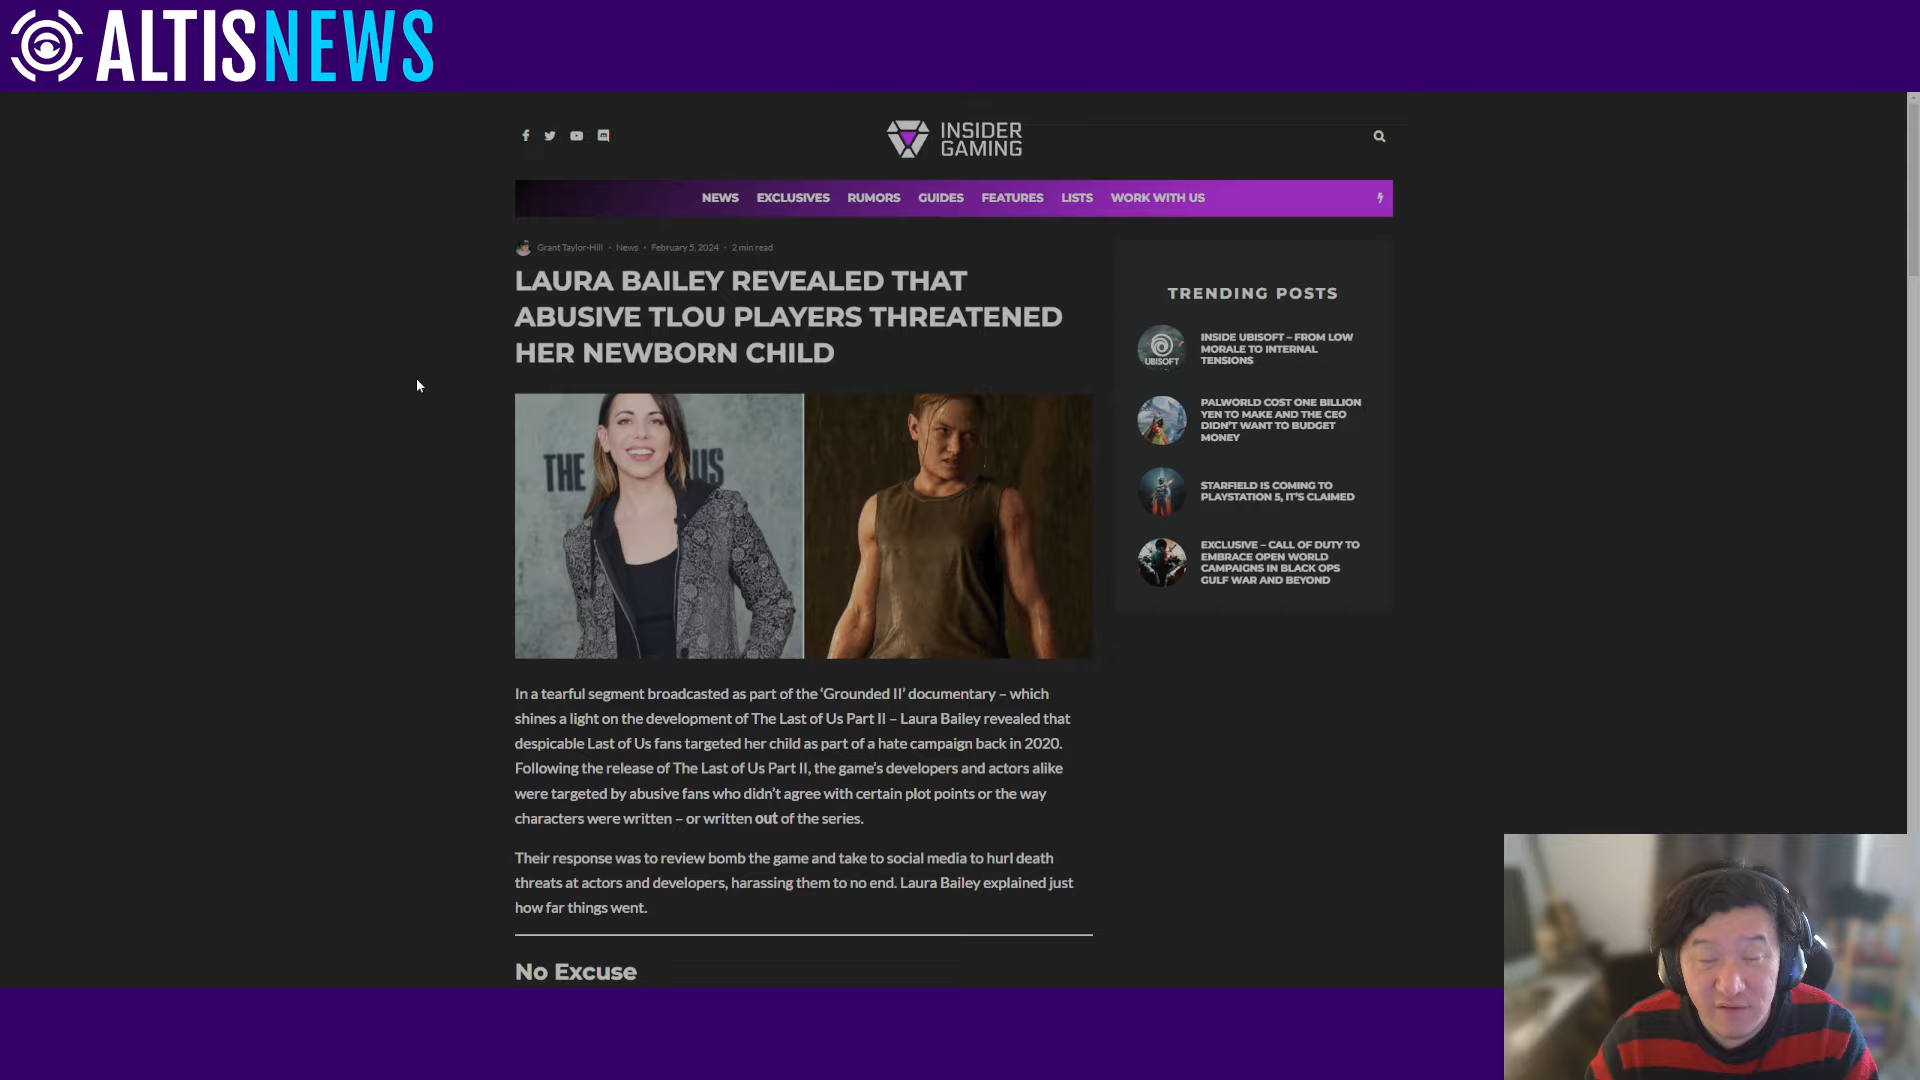 ALTISNEWS
INSIDER
GAMING
NEWS EXCLUSIVES RUMORS GUIDES FEATURES LISTS WORK WITH US
Grant Taylor-Hill · News · February 5, 2024 · 2 min read
LAURA BAILEY REVEALED THAT
ABUSIVE TLOU PLAYERS THREATENED
HER NEWBORN CHILD
THE US
In a tearful segment broadcasted as part of the ‘Grounded II’ documentary – which
shines a light on the development of The Last of Us Part II – Laura Bailey revealed that
despicable Last of Us fans targeted her child as part of a hate campaign back in 2020.
Following the release of The Last of Us Part II, the game’s developers and actors alike
were targeted by abusive fans who didn’t agree with certain plot points or the way
characters were written – or written out of the series.
Their response was to review bomb the game and take to social media to hurl death
threats at actors and developers, harassing them to no end. Laura Bailey explained just
how far things went.
No Excuse
TRENDING POSTS
UBISOFT
INSIDE UBISOFT – FROM LOW
MORALE TO INTERNAL
TENSIONS
PALWORLD COST ONE BILLION
YEN TO MAKE AND THE CEO
DIDN’T WANT TO BUDGET
MONEY
STARFIELD IS COMING TO
PLAYSTATION 5, IT’S CLAIMED
EXCLUSIVE – CALL OF DUTY TO
EMBRACE OPEN WORLD
CAMPAIGNS IN BLACK OPS
GULF WAR AND BEYOND